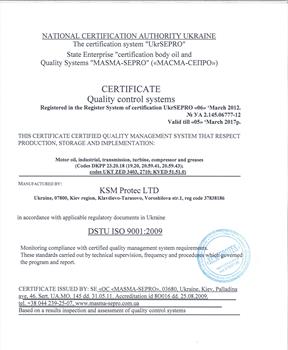 NATIONAL CERTIFICATION AUTHORITY UKRAINE
The certification system "UkrSEPRO"
State Enterprise "certification body oil and
Quality Systems "MASMA-SEPRO" («МАСМА-СЕПРО»)
CERTIFICATE
Quality control systems
Registered in the Register System of certification UkrSEPRO «06» 'March 2012.
№ УА 2.145.06777-12
Valid till «05» 'March 2017р.
THIS CERTIFICATE CERTIFIED QUALITY MANAGEMENT SYSTEM THAT RESPECT
PRODUCTION, STORAGE AND IMPLEMENTATION:
Motor oil, industrial, transmission, turbine, compressor and greases
(Codes DKPP 23.20.18 (19.20, 20.59.41, 20.59.43);
codes UKT ZED 3403, 2710; KVED 51.51.0)
MANUFACTURED BY:
KSM Protec LTD
Ukraine, 07800, Kiev region, Klavdievo-Tarasovo, Voroshilova str.1, reg code 37838186
in accordance with applicable regulatory documents in Ukraine
DSTU ISO 9001:2009
Monitoring compliance with certified quality management system requirements.
These standards carried out by technical supervision, frequency and procedures which governed
the program and report.
CERTIFICATE ISSUED BY: SE «OC «MASMA-SEPRO», 03680, Ukraine, Kiev, Palladina
ave, 46. Sert. UA.MO. 145 dd. 31.05.11. Accreditation id 8O016 dd. 25.08.2009.
tel. +38 044 239-25-07, www.masma-sepro.com.ua
Based on a results inspection and assessment of quality control systems